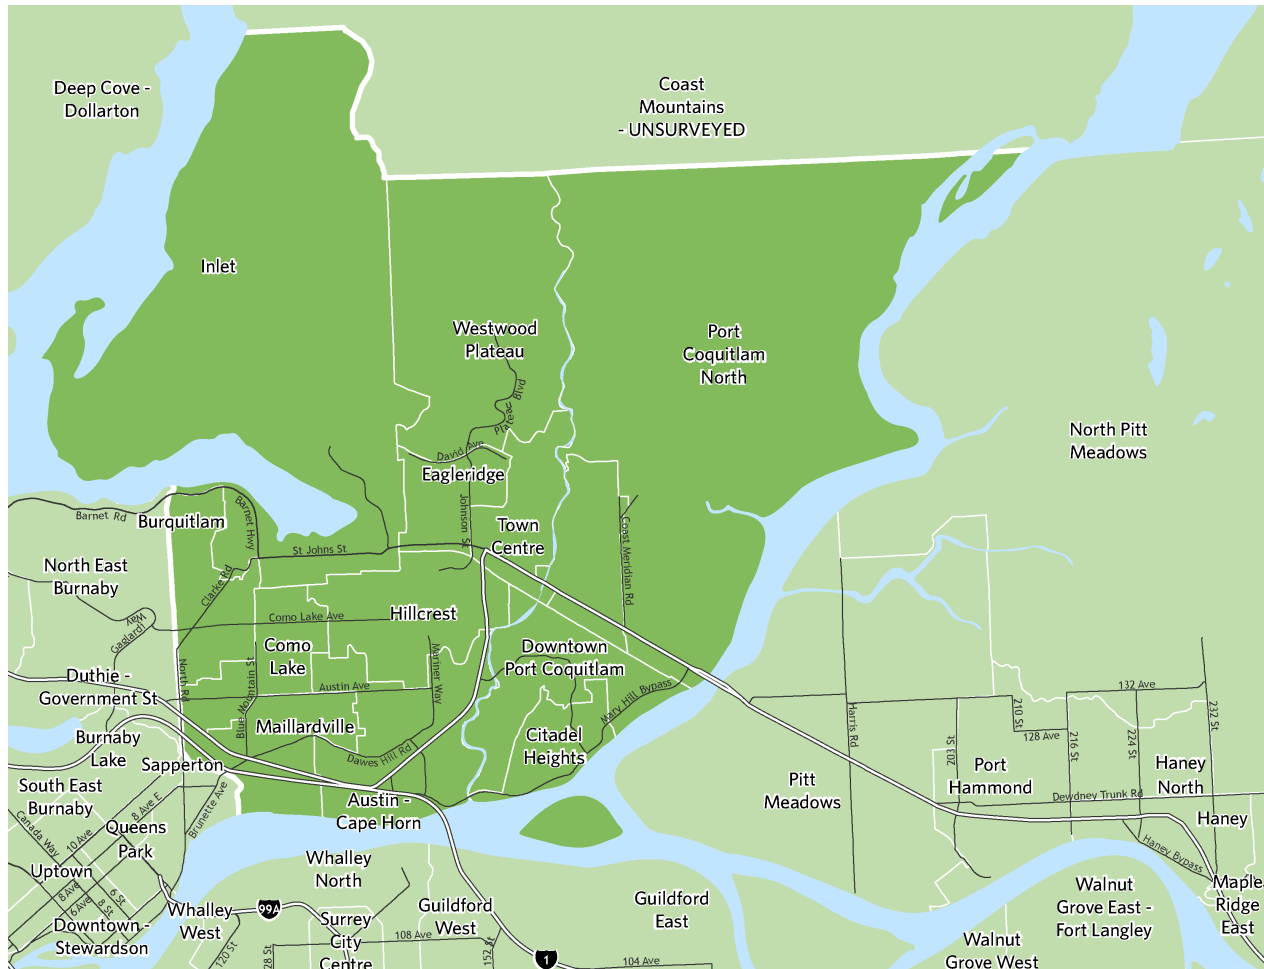 Deep Cove -
Dollarton
Coast
Mountains
- UNSURVEYED
Inlet
Westwood
Plateau
Port
Coquitlam
North
Plateau Blvd
North Pitt
Meadows
David Ave
Eagleridge
Johnson St
Barnet Rd
Burquitlam
Barnet Hwy
St Johns St
Town
Centre
Coast Meridian Rd
North East
Burnaby
Clarke Rd
Gaglardi
Way
Como Lake Ave
Hillcrest
Como
Lake
Mariner Way
Downtown
Port Coquitlam
Duthie -
Government St
North Rd
Blue Mountain St
Austin Ave
Mary Hill Bypass
Maillardville
Dawes Hill Rd
Citadel
Heights
Burnaby
Lake
Sapperton
South East
Burnaby
Austin -
Cape Horn
8 Ave E
Brunette Ave
Canada Way
10 Ave
Queens
Park
Uptown
8 Ave
6 Ave
6 St
8 St
Downtown -
Stewardson
Whalley
North
Whalley
West
99A
Surrey
City
Centre
120 St
28 St
108 Ave
Guildford
West
152 St
1
104 Ave
Guildford
East
Harris Rd
Pitt
Meadows
203 St
Port
Hammond
210 St
128 Ave
216 St
132 Ave
224 St
232 St
Haney
North
Dewdney Trunk Rd
Haney
Haney Bypass
Maple
Ridge
East
Walnut
Grove East -
Fort Langley
Walnut
Grove West